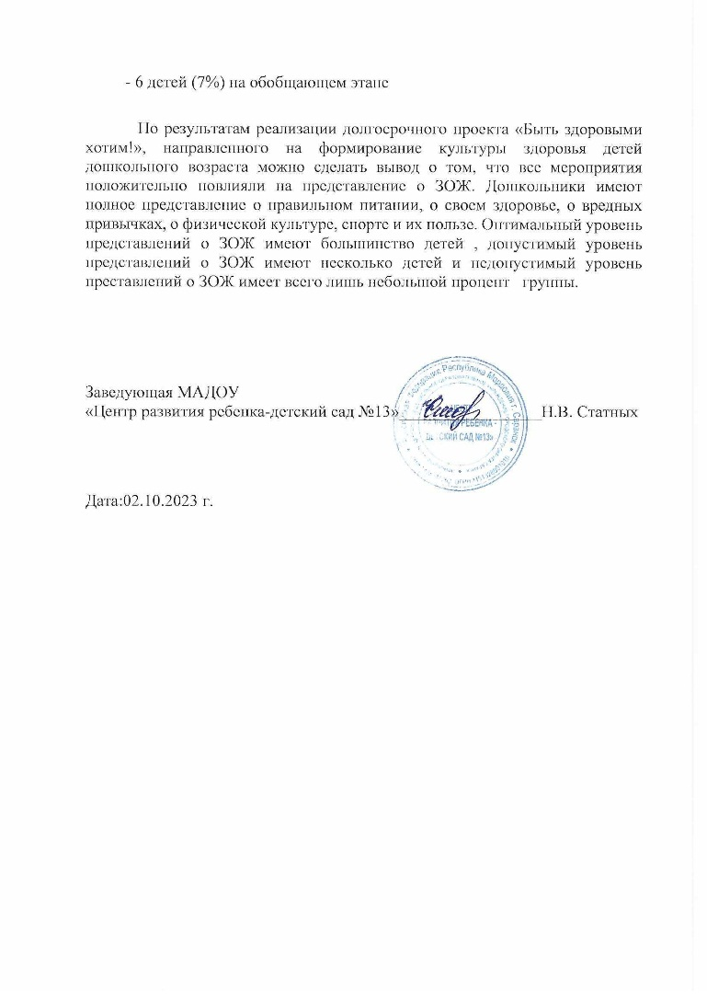 - 6 детей (7%) на обобщающем этапе
По результатам реализации долгосрочного проекта «Быть здоровыми
хотим!», направленного на формирование культуры здоровья детей
дошкольного возраста можно сделать вывод о том, что все мероприятия
положительно повлияли на представление о ЗОЖ. Дошкольники имеют
полное представление о правильном питании, о своем здоровье, о вредных
привычках, о физической культуре, спорте и их пользе. Оптимальный уровень
представлений о ЗОЖ имеют большинство детей , допустимый уровень
представлений о ЗОЖ имеют несколько детей и недопустимый уровень
преставлений о ЗОЖ имеет всего лишь небольшой процент группы.
Заведующая МАДОУ
«Центр развития ребенка-детский сад №13» Н.В. Статных
Республика Мордовия г. Саранск
РЕБЕНКА -
САД №13»
Дата:02.10.2023 г.